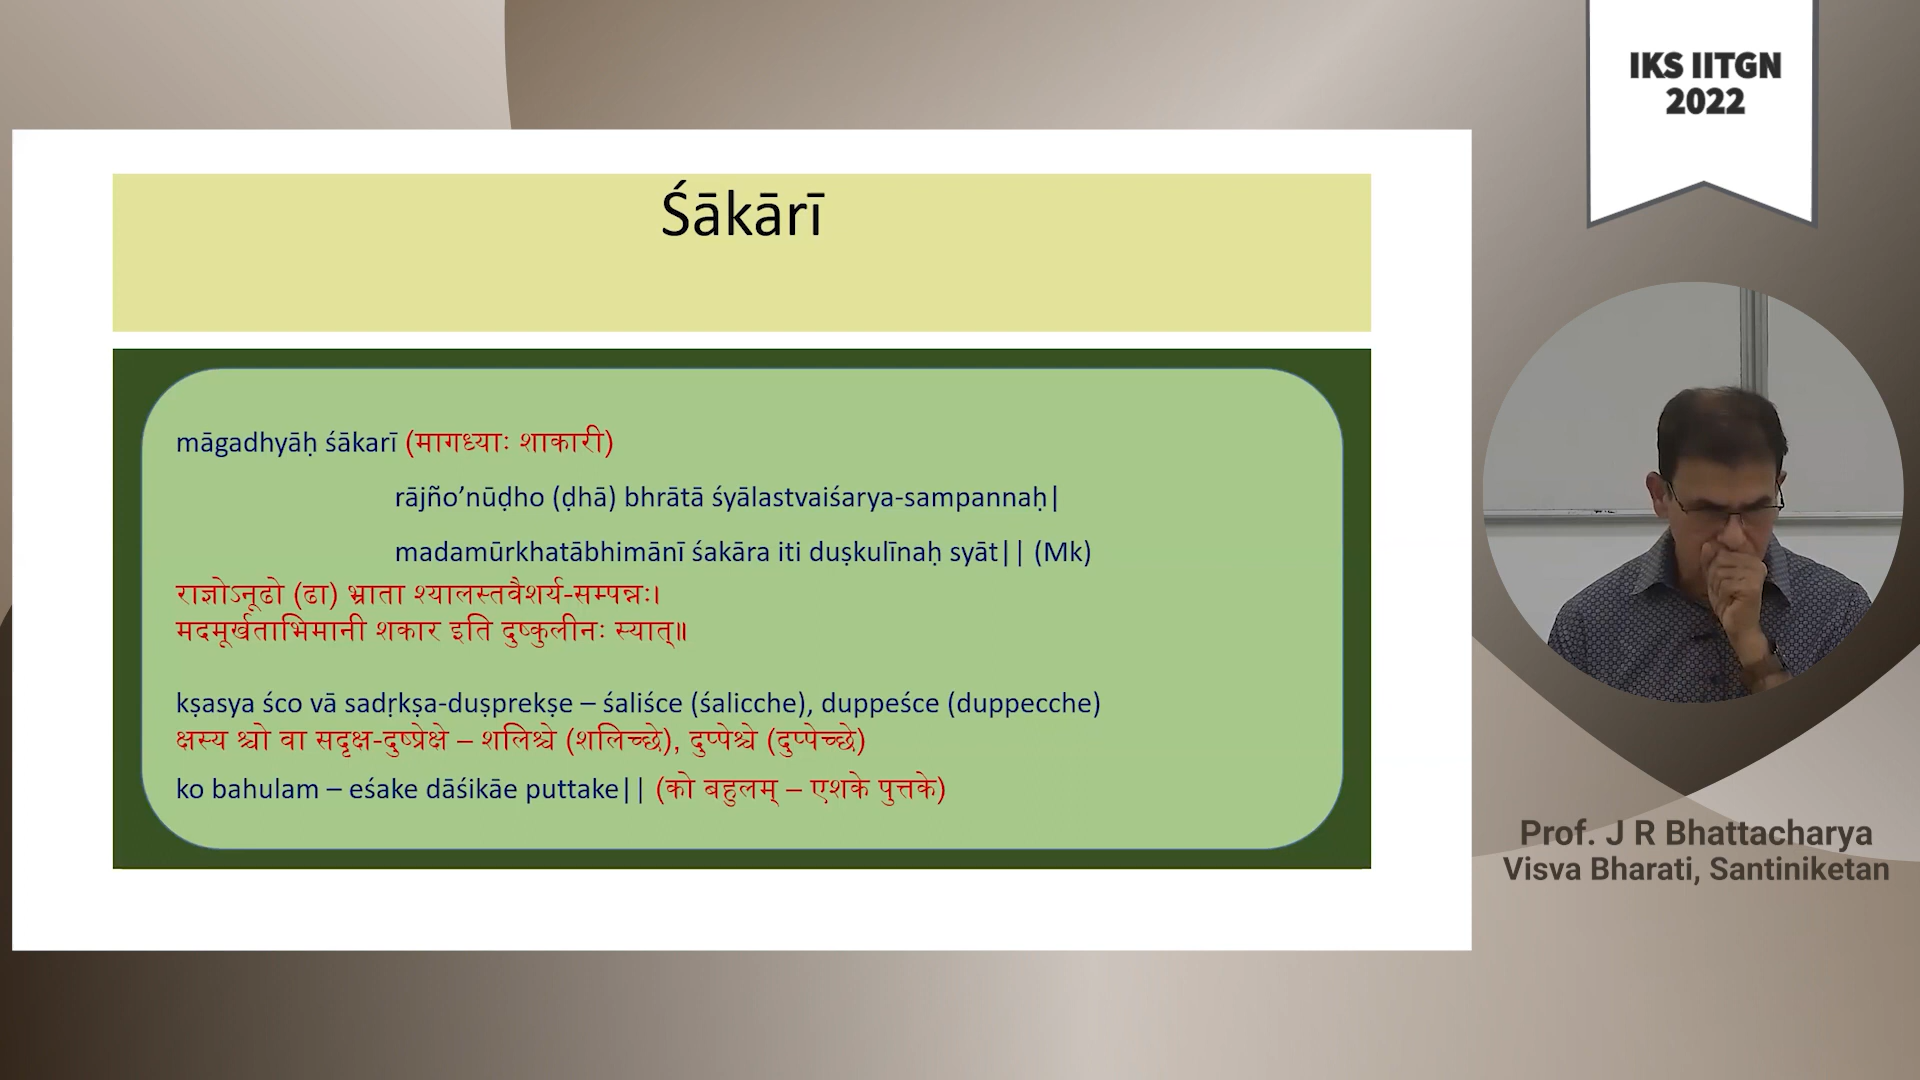 IKS IITGN
2022
Śākārī
māgadhyāḥ śākarī (मागध्याः शाकारी)
rājño’nūḍho (ḍhā) bhrātā śyālastvaiśarya-sampannaḥ|
madamūrkhatābhimānī śakāra iti duṣkulīnaḥ syāt|| (Mk)
राज्ञोऽनूढो (ढा) भ्राता श्यालस्तवैशर्य-सम्पन्नः।
मदमूर्खताभिमानी शकार इति दुष्कुलीनः स्यात्॥
kṣasya śco vā sadṛkṣa-duṣprekṣe – śaliśce (śalicche), duppeśce (duppecche)
क्षस्य श्चो वा सदृक्ष-दुष्प्रेक्षे – शलिश्चे (शलिच्छे), दुप्पेश्चे (दुप्पेच्छे)
ko bahulam – eśake dāśikāe puttake|| (को बहुलम् – एशके पुत्तके)
Prof. J R Bhattacharya
Visva Bharati, Santiniketan